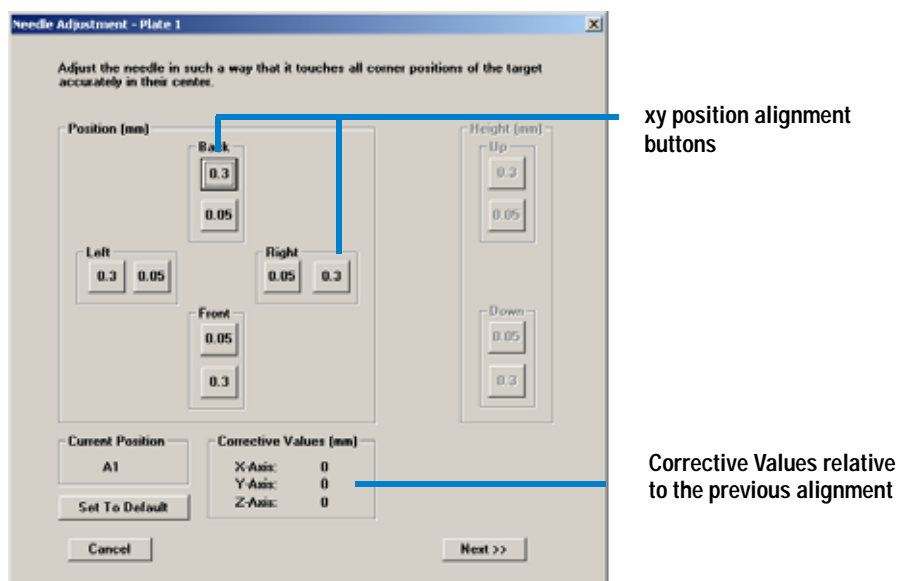 Needle Adjustment - Plate 1
Adjust the needle in such a way that it touches all corner positions of the target
accurately in their center.
Position (mm)
Back
0.3
0.05
Left
0.3 0.05
Right
0.05 0.3
Front
0.05
0.3
Height (mm)
Up
0.3
0.05
Down
0.05
0.3
Current Position
A1
Set To Default
Corrective Values (mm)
X-Axis: 0
Y-Axis: 0
Z-Axis: 0
Cancel
Next >>
xy position alignment
buttons
Corrective Values relative
to the previous alignment